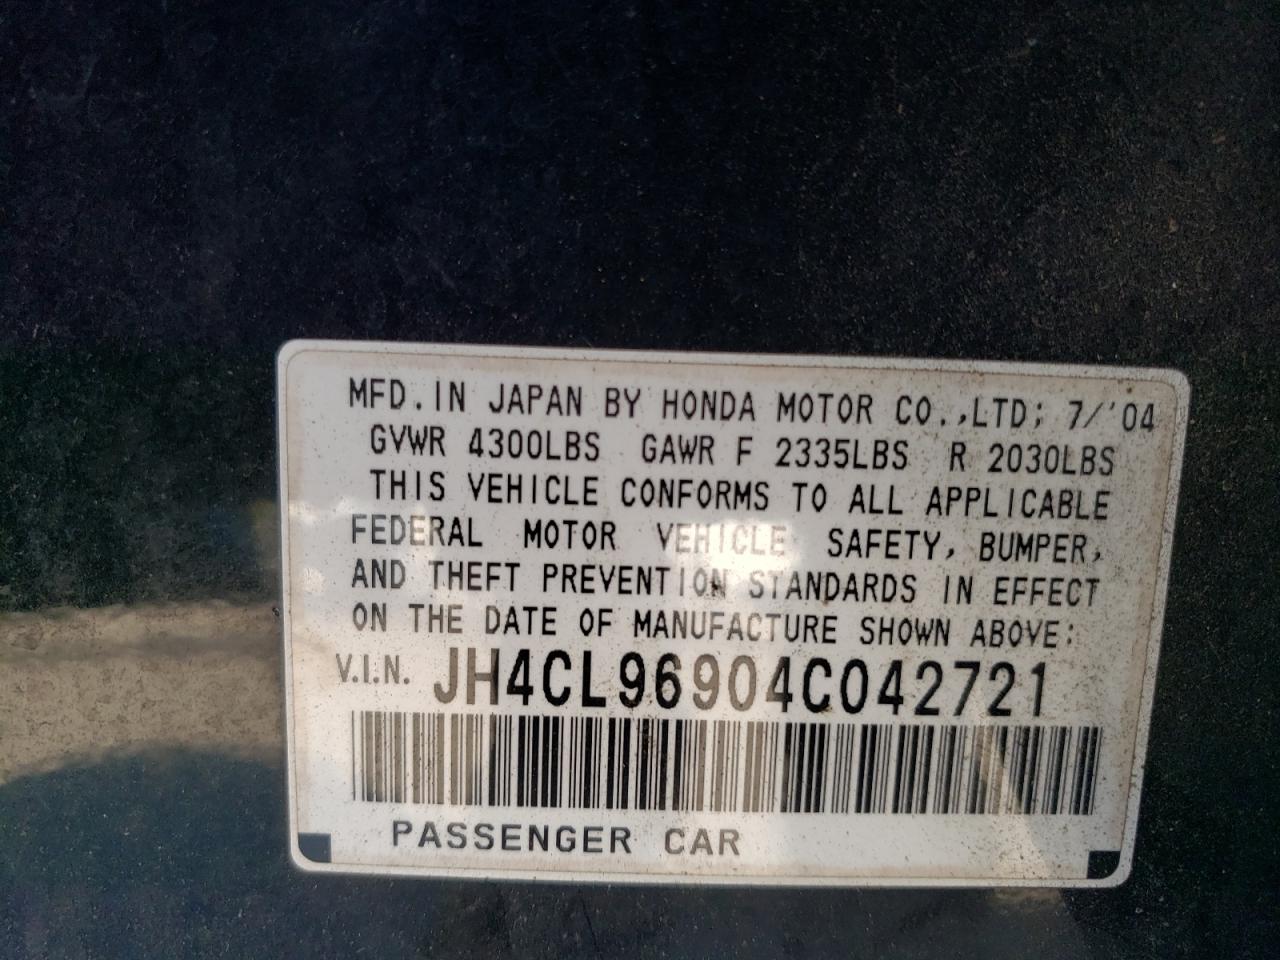 MFD. IN JAPAN BY HONDA MOTOR CO.,LTD; 7/'04
GVWR 4300LBS GAWR F 2335LBS R 2030LBS
THIS VEHICLE CONFORMS TO ALL APPLICABLE
FEDERAL MOTOR VEHICLE SAFETY, BUMPER,
AND THEFT PREVENTION STANDARDS IN EFFECT
ON THE DATE OF MANUFACTURE SHOWN ABOVE:
V.I.N. JH4CL96904C042721
PASSENGER CAR